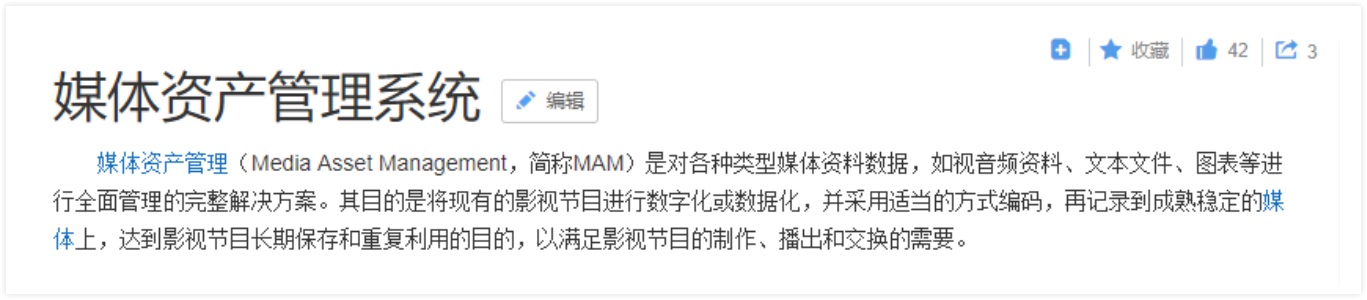 收藏 42 3
媒体资产管理系统 编辑
媒体资产管理（Media Asset Management，简称MAM）是对各种类型媒体资料数据，如视音频资料、文本文件、图表等进
行全面管理的完整解决方案。其目的是将现有的影视节目进行数字化或数据化，并采用适当的方式编码，再记录到成熟稳定的媒
体上，达到影视节目长期保存和重复利用的目的，以满足影视节目的制作、播出和交换的需要。